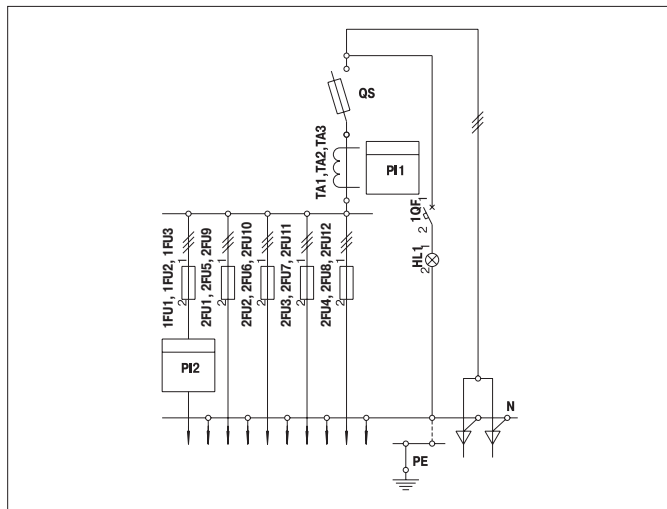 QS
TA1, TA2, TA3
PI1
1QF
1
2
HL1
1
2
1FU1, 1FU2, 1FU3
1
2
2FU1, 2FU5, 2FU9
1
2
2FU2, 2FU6, 2FU10
1
2
2FU3, 2FU7, 2FU11
1
2
2FU4, 2FU8, 2FU12
1
2
PI2
N
PE